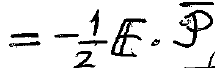 = -½ E · P̅